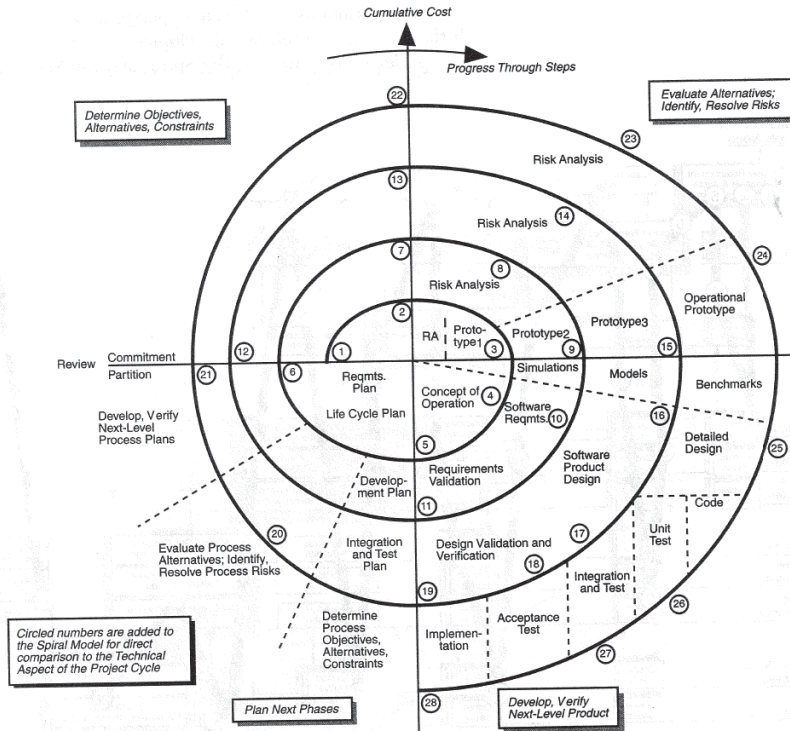 Cumulative Cost
Progress Through Steps
Determine Objectives,
Alternatives, Constraints
Evaluate Alternatives;
Identify, Resolve Risks
22
23
Risk Analysis
13
14
Risk Analysis
7
8
24
Risk Analysis
Operational
Prototype
2
RA
Proto-
type1
Prototype2
Prototype3
3
9
15
1
12
Review
Commitment
Partition
21
6
Reqmts.
Plan
Life Cycle Plan
Concept of
Operation
4
Simulations
Models
Benchmarks
Software
Reqmts.
10
16
Develop, Verify
Next-Level
Process Plans
5
Detailed
Design
25
Requirements
Validation
Software
Product
Design
Develop-
ment Plan
11
Code
Unit
Test
20
Evaluate Process
Alternatives; Identify,
Resolve Process Risks
Integration
and Test
Plan
Design Validation and
Verification
17
18
Integration
and Test
19
26
Determine
Process
Objectives,
Alternatives,
Constraints
Implemen-
tation
Acceptance
Test
27
Circled numbers are added to
the Spiral Model for direct
comparison to the Technical
Aspect of the Project Cycle
Plan Next Phases
28
Develop, Verify
Next-Level Product